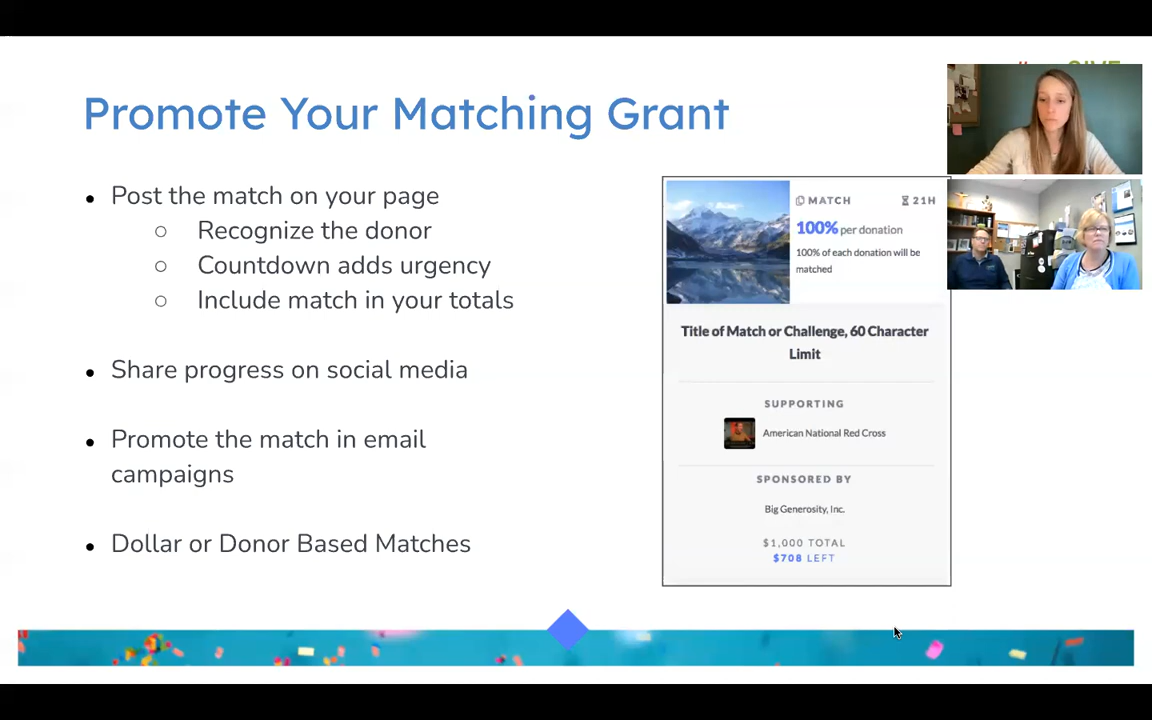 Promote Your Matching Grant
Post the match on your page
Recognize the donor
Countdown adds urgency
Include match in your totals
Share progress on social media
Promote the match in email
campaigns
Dollar or Donor Based Matches
MATCH
21H
100% per donation
100% of each donation will be
matched
Title of Match or Challenge, 60 Character
Limit
SUPPORTING
American National Red Cross
SPONSORED BY
Big Generosity, Inc.
$1,000 TOTAL
$708 LEFT